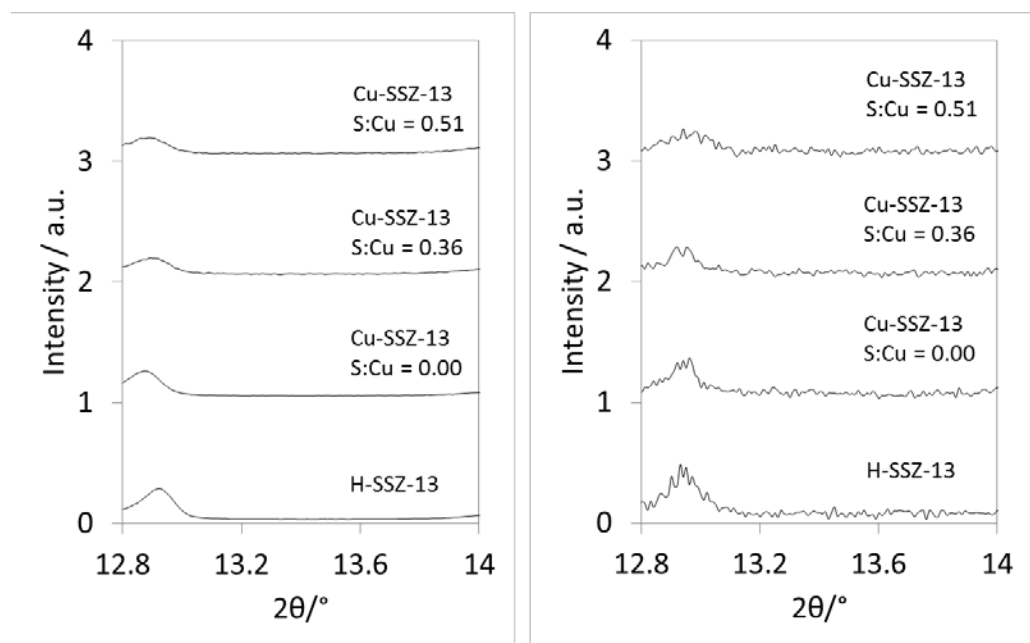 4
3
2
1
0
Intensity / a.u.
Cu-SSZ-13
S:Cu = 0.51
Cu-SSZ-13
S:Cu = 0.36
Cu-SSZ-13
S:Cu = 0.00
H-SSZ-13
12.8 13.2 13.6 14
2θ/°
4
3
2
1
0
Intensity / a.u.
Cu-SSZ-13
S:Cu = 0.51
Cu-SSZ-13
S:Cu = 0.36
Cu-SSZ-13
S:Cu = 0.00
H-SSZ-13
12.8 13.2 13.6 14
2θ/°